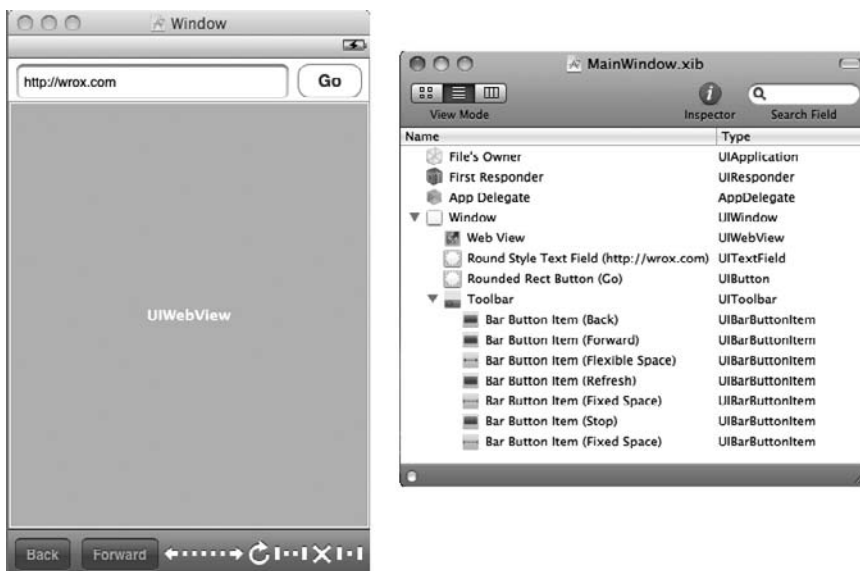 Window
http://wrox.com
Go
UIWebView
Back
Forward
MainWindow.xib
View Mode
Inspector
Search Field
Name Type
File's Owner UIApplication
First Responder UIResponder
App Delegate AppDelegate
Window UIWindow
Web View UIWebView
Round Style Text Field (http://wrox.com) UITextField
Rounded Rect Button (Go) UIButton
Toolbar UIToolbar
Bar Button Item (Back) UIBarButtonItem
Bar Button Item (Forward) UIBarButtonItem
Bar Button Item (Flexible Space) UIBarButtonItem
Bar Button Item (Refresh) UIBarButtonItem
Bar Button Item (Fixed Space) UIBarButtonItem
Bar Button Item (Stop) UIBarButtonItem
Bar Button Item (Fixed Space) UIBarButtonItem